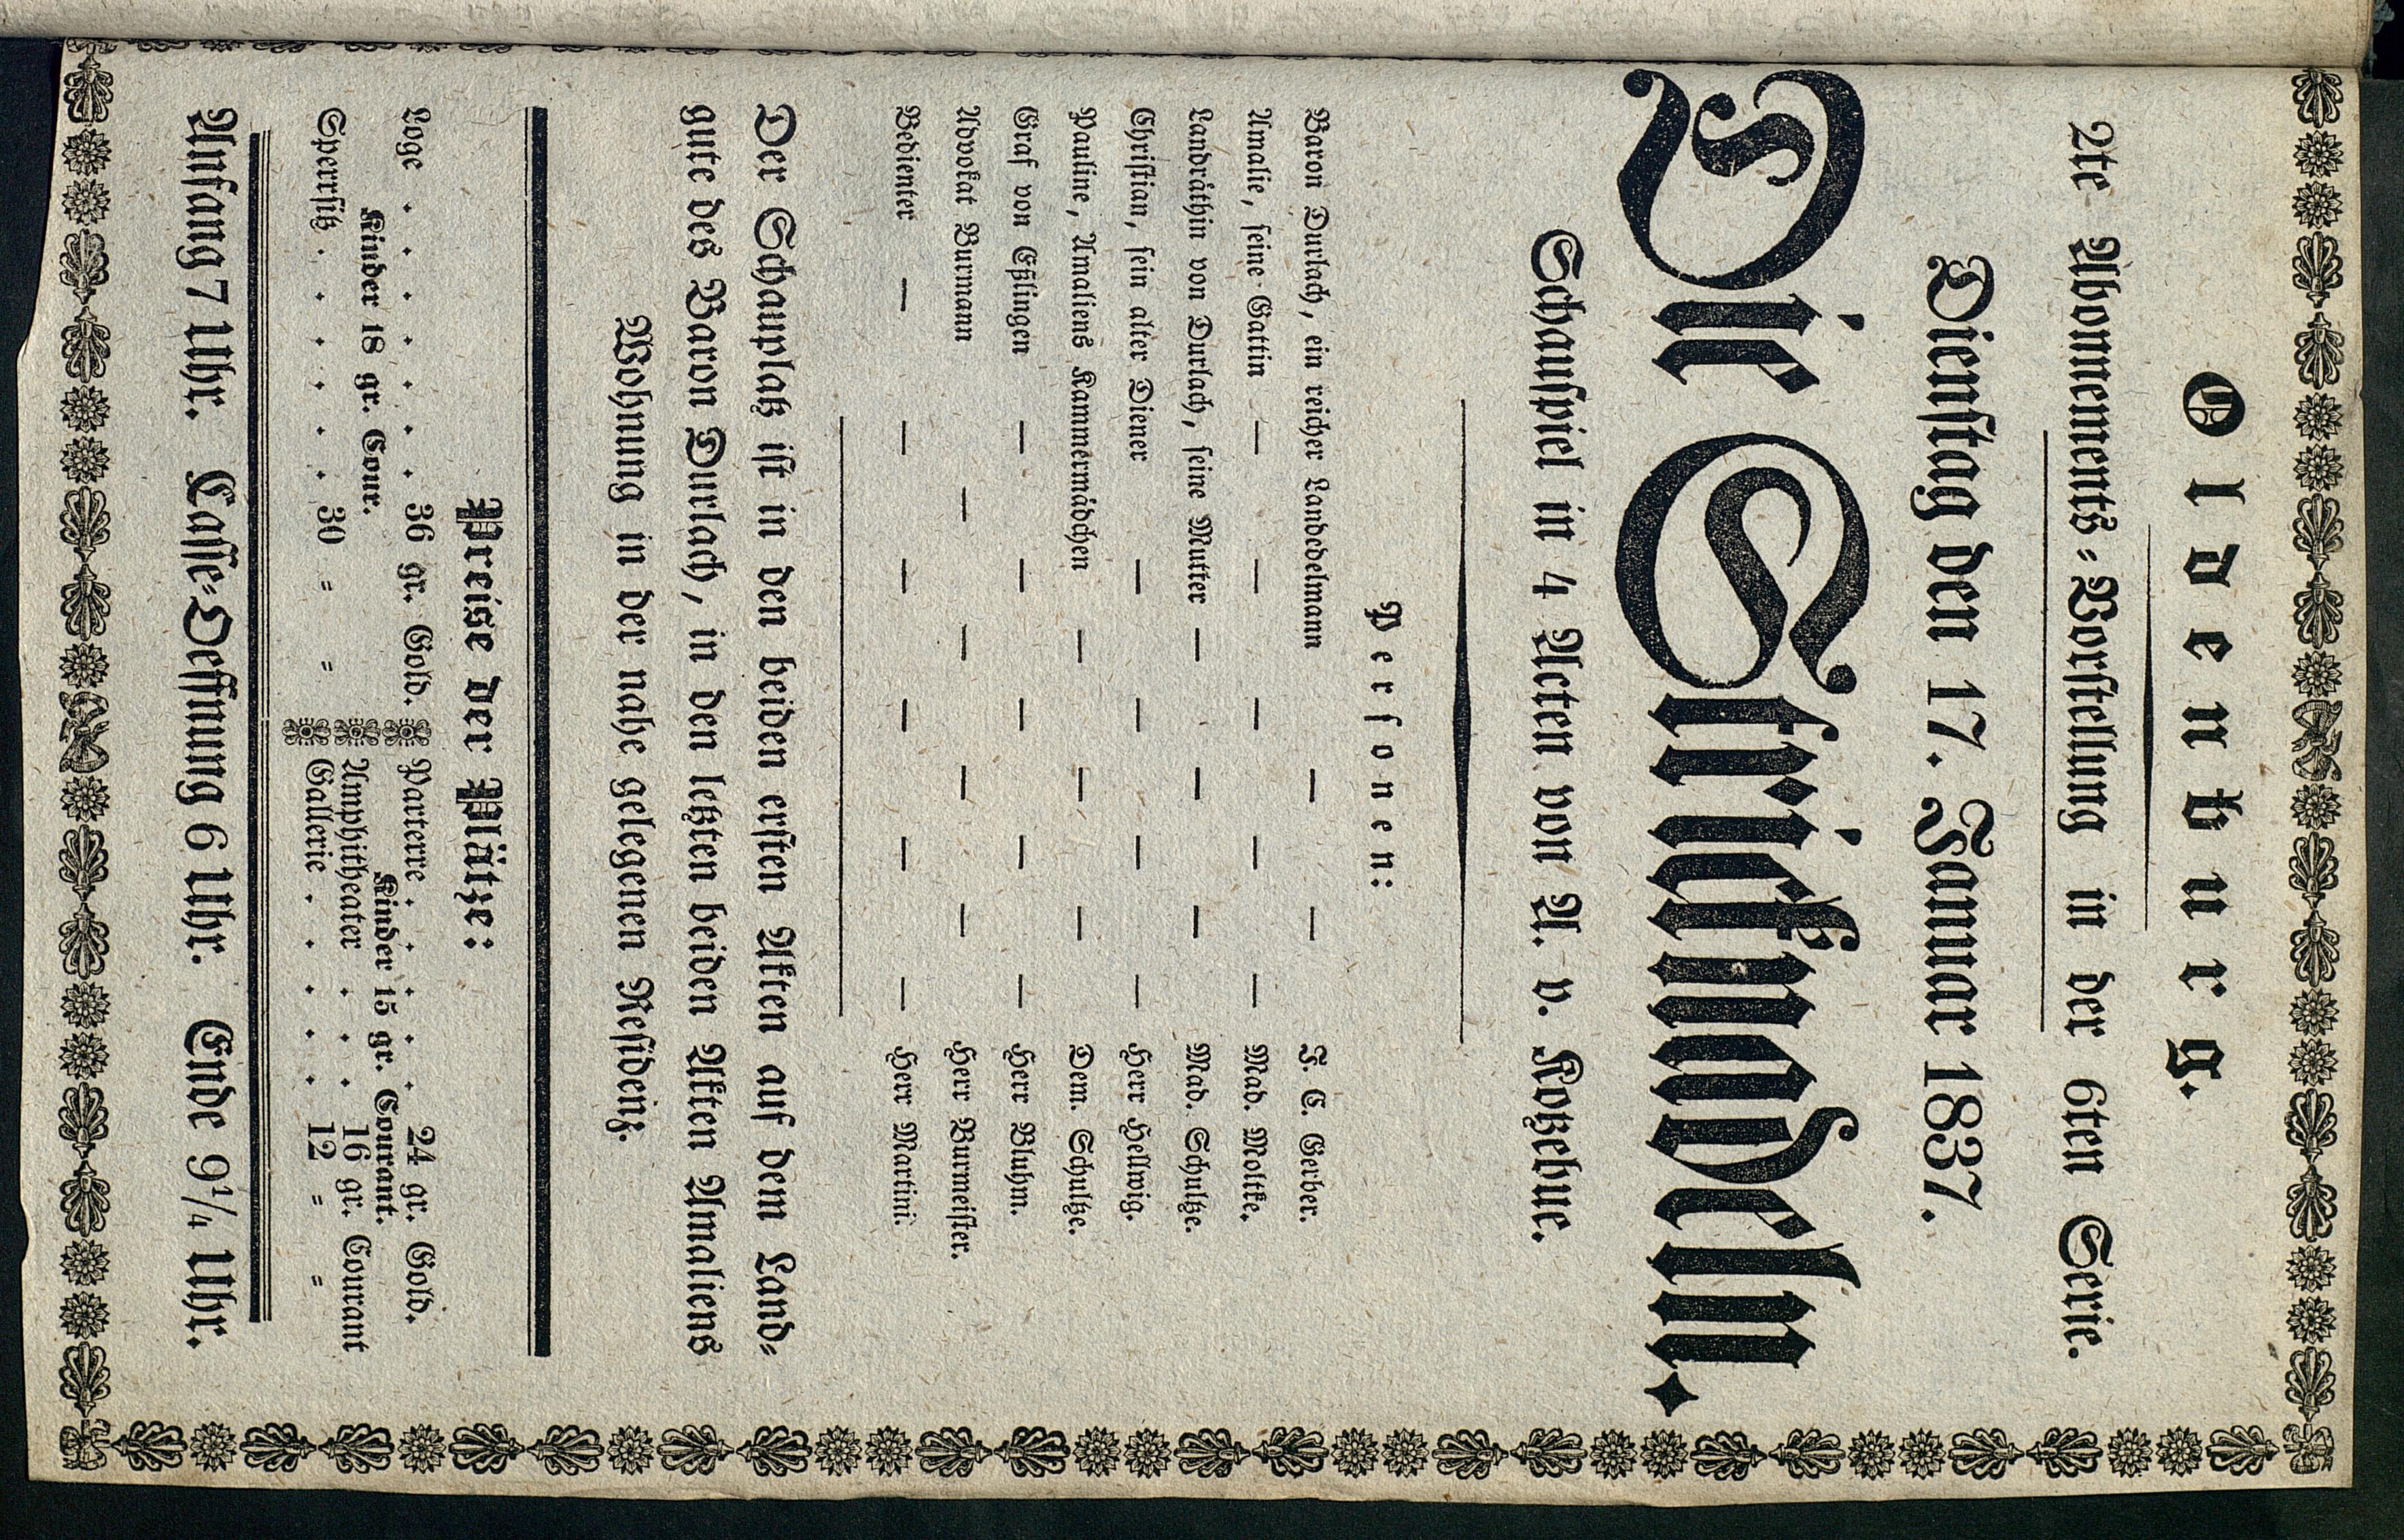 Oldenburg.
2te Abonnements-Vorstellung in der 6ten Serie.
Dienstag den 17. Januar 1837.
Die Stricknadeln.
Schauspiel in 4 Acten von A. v. Kotzebue.
Personen:
Baron Durlach, ein reicher Landedelmann — — J. C. Gerber.
Amalie, seine Gattin — — — — — Mad. Moltke.
Landräthin von Durlach, seine Mutter — — — Mad. Schultze.
Christian, sein alter Diener — — — — Herr Hellwig.
Pauline, Amaliens Kammermädchen — — — Dem. Schultze.
Graf von Eßlingen — — — — — Herr Bluhm.
Advokat Burmann — — — — Herr Burmeister.
Bedienter — — — — — — Herr Martini.
Der Schauplatz ist in den beiden ersten Akten auf dem Land-
gute des Baron Durlach, in den letzten beiden Akten Amaliens
Wohnung in der nahe gelegenen Residenz.
Preise der Plätze:
Loge . . . . . . . 36 gr. Gold.
Kinder 18 gr. Cour.
Sperrsitz . . . . . . 30 = =
Parterre . . . . . 24 gr. Gold.
Kinder 15 gr. Courant.
Amphitheater . . . 16 gr. Courant
Gallerie . . . . . 12 = =
Anfang 7 Uhr. Casse-Oeffnung 6 Uhr. Ende 9¼ Uhr.